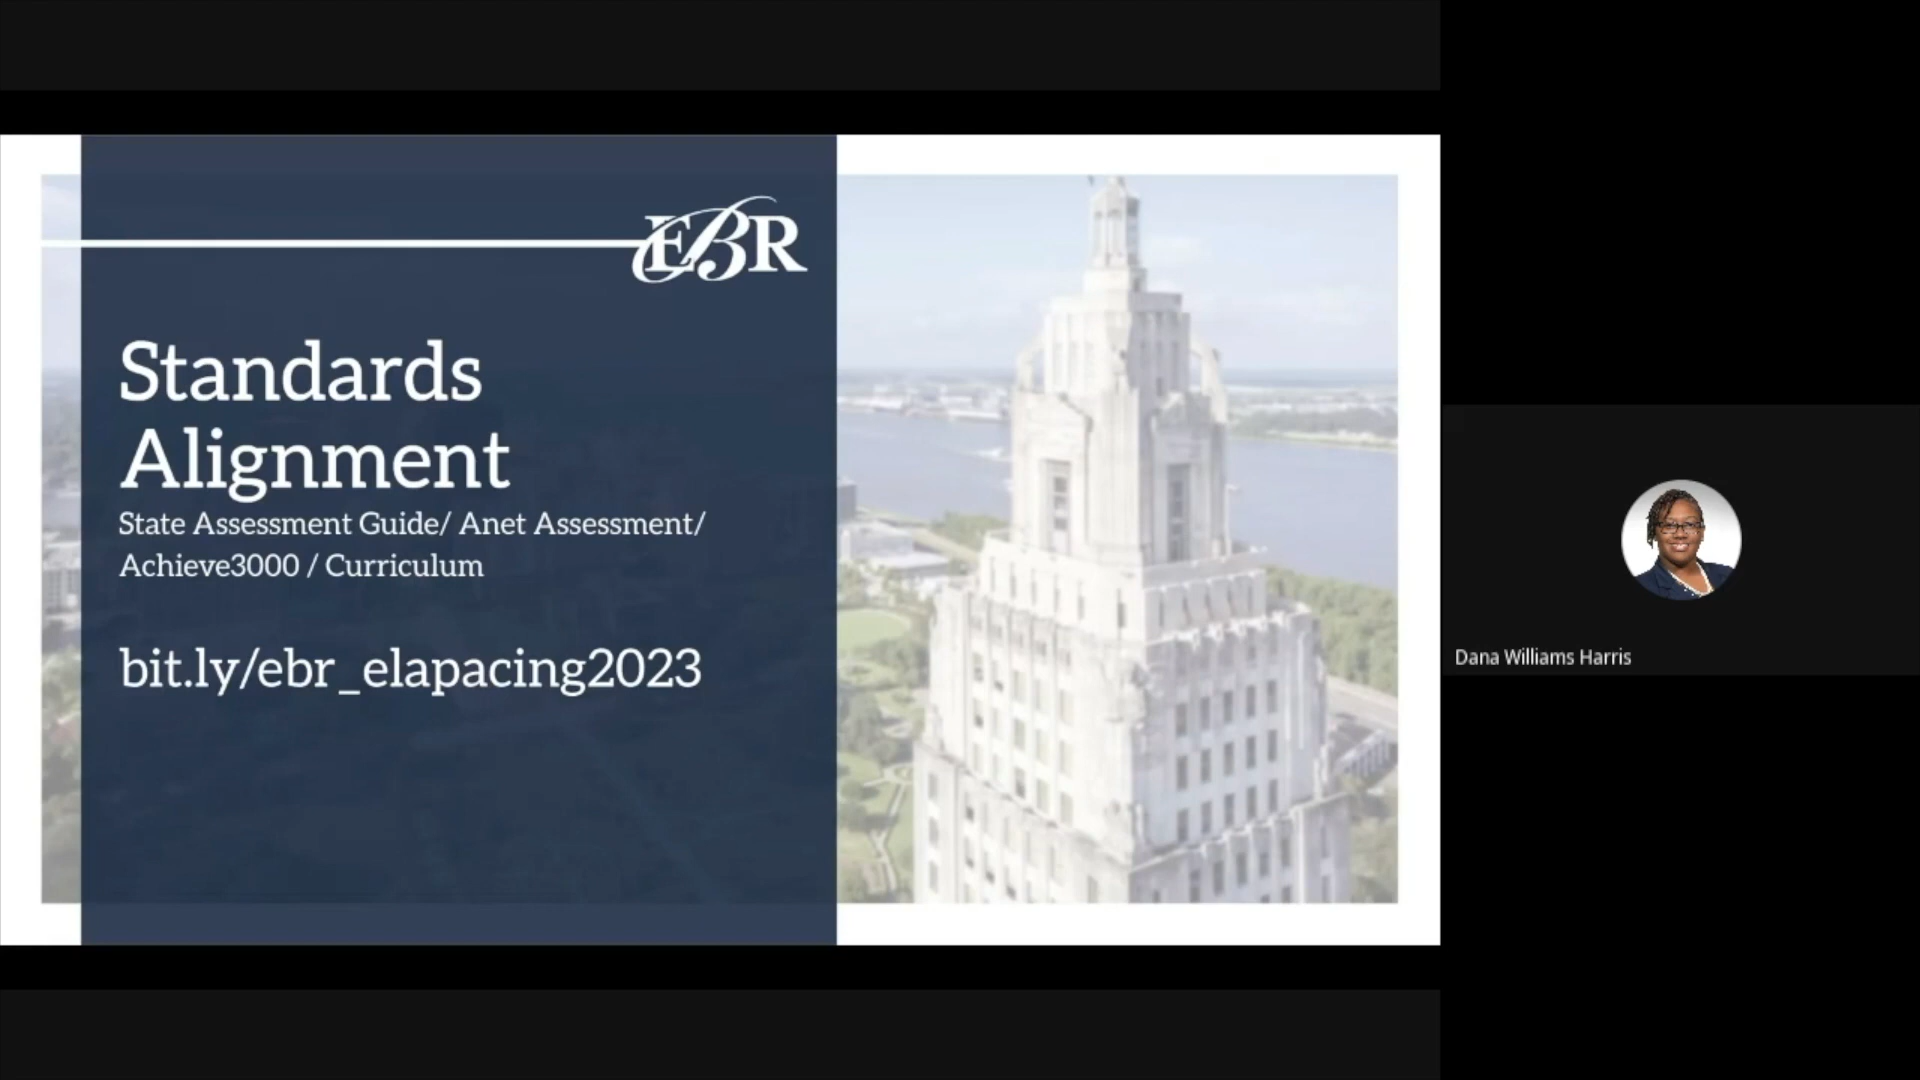 EBR
Standards
Alignment
State Assessment Guide/ Anet Assessment/
Achieve3000 / Curriculum
bit.ly/ebr_elapacing2023
Dana Williams Harris